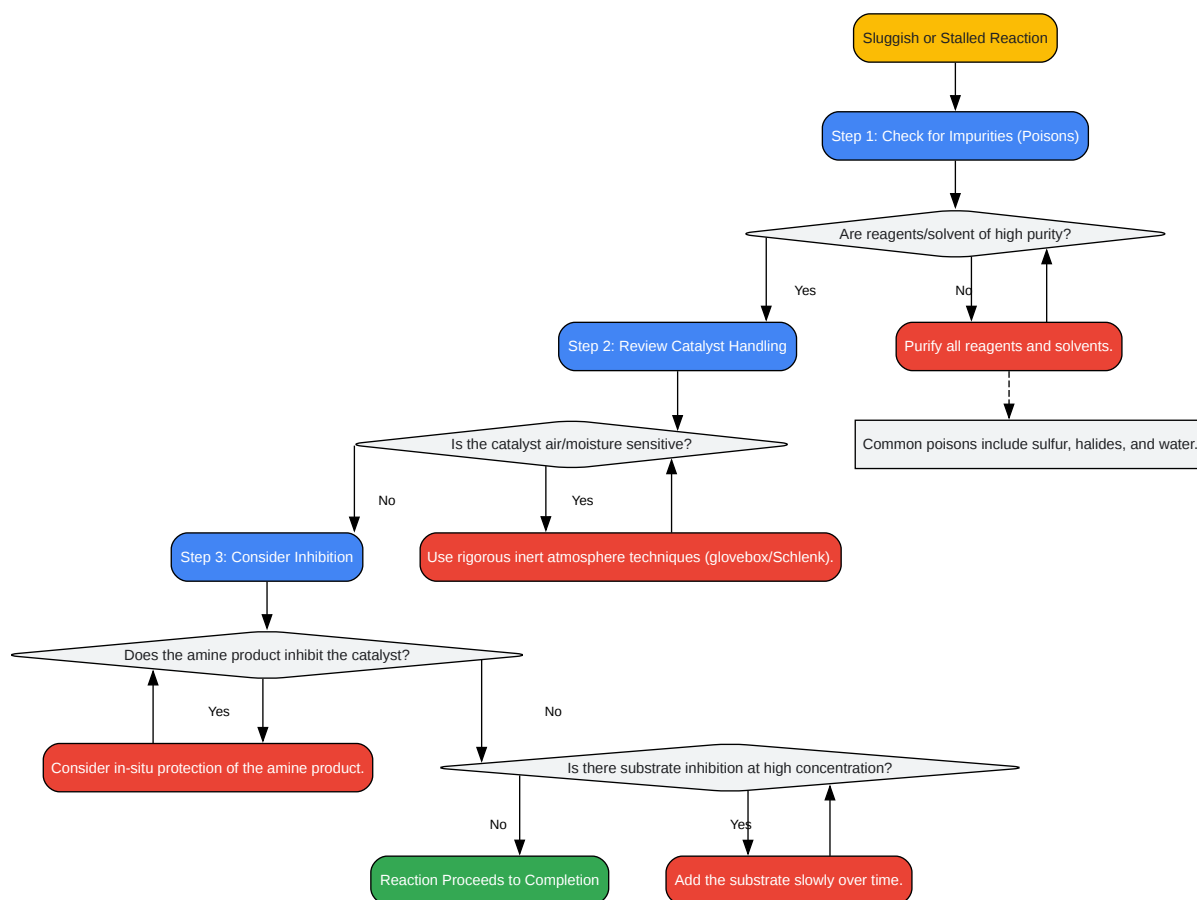 Sluggish or Stalled Reaction
Step 1: Check for Impurities (Poisons)
Are reagents/solvent of high purity?
Yes
No
Step 2: Review Catalyst Handling
Purify all reagents and solvents.
Is the catalyst air/moisture sensitive?
Common poisons include sulfur, halides, and water.
No
Yes
Step 3: Consider Inhibition
Use rigorous inert atmosphere techniques (glovebox/Schlenk).
Does the amine product inhibit the catalyst?
Yes
No
Consider in-situ protection of the amine product.
Is there substrate inhibition at high concentration?
No
Yes
Reaction Proceeds to Completion
Add the substrate slowly over time.